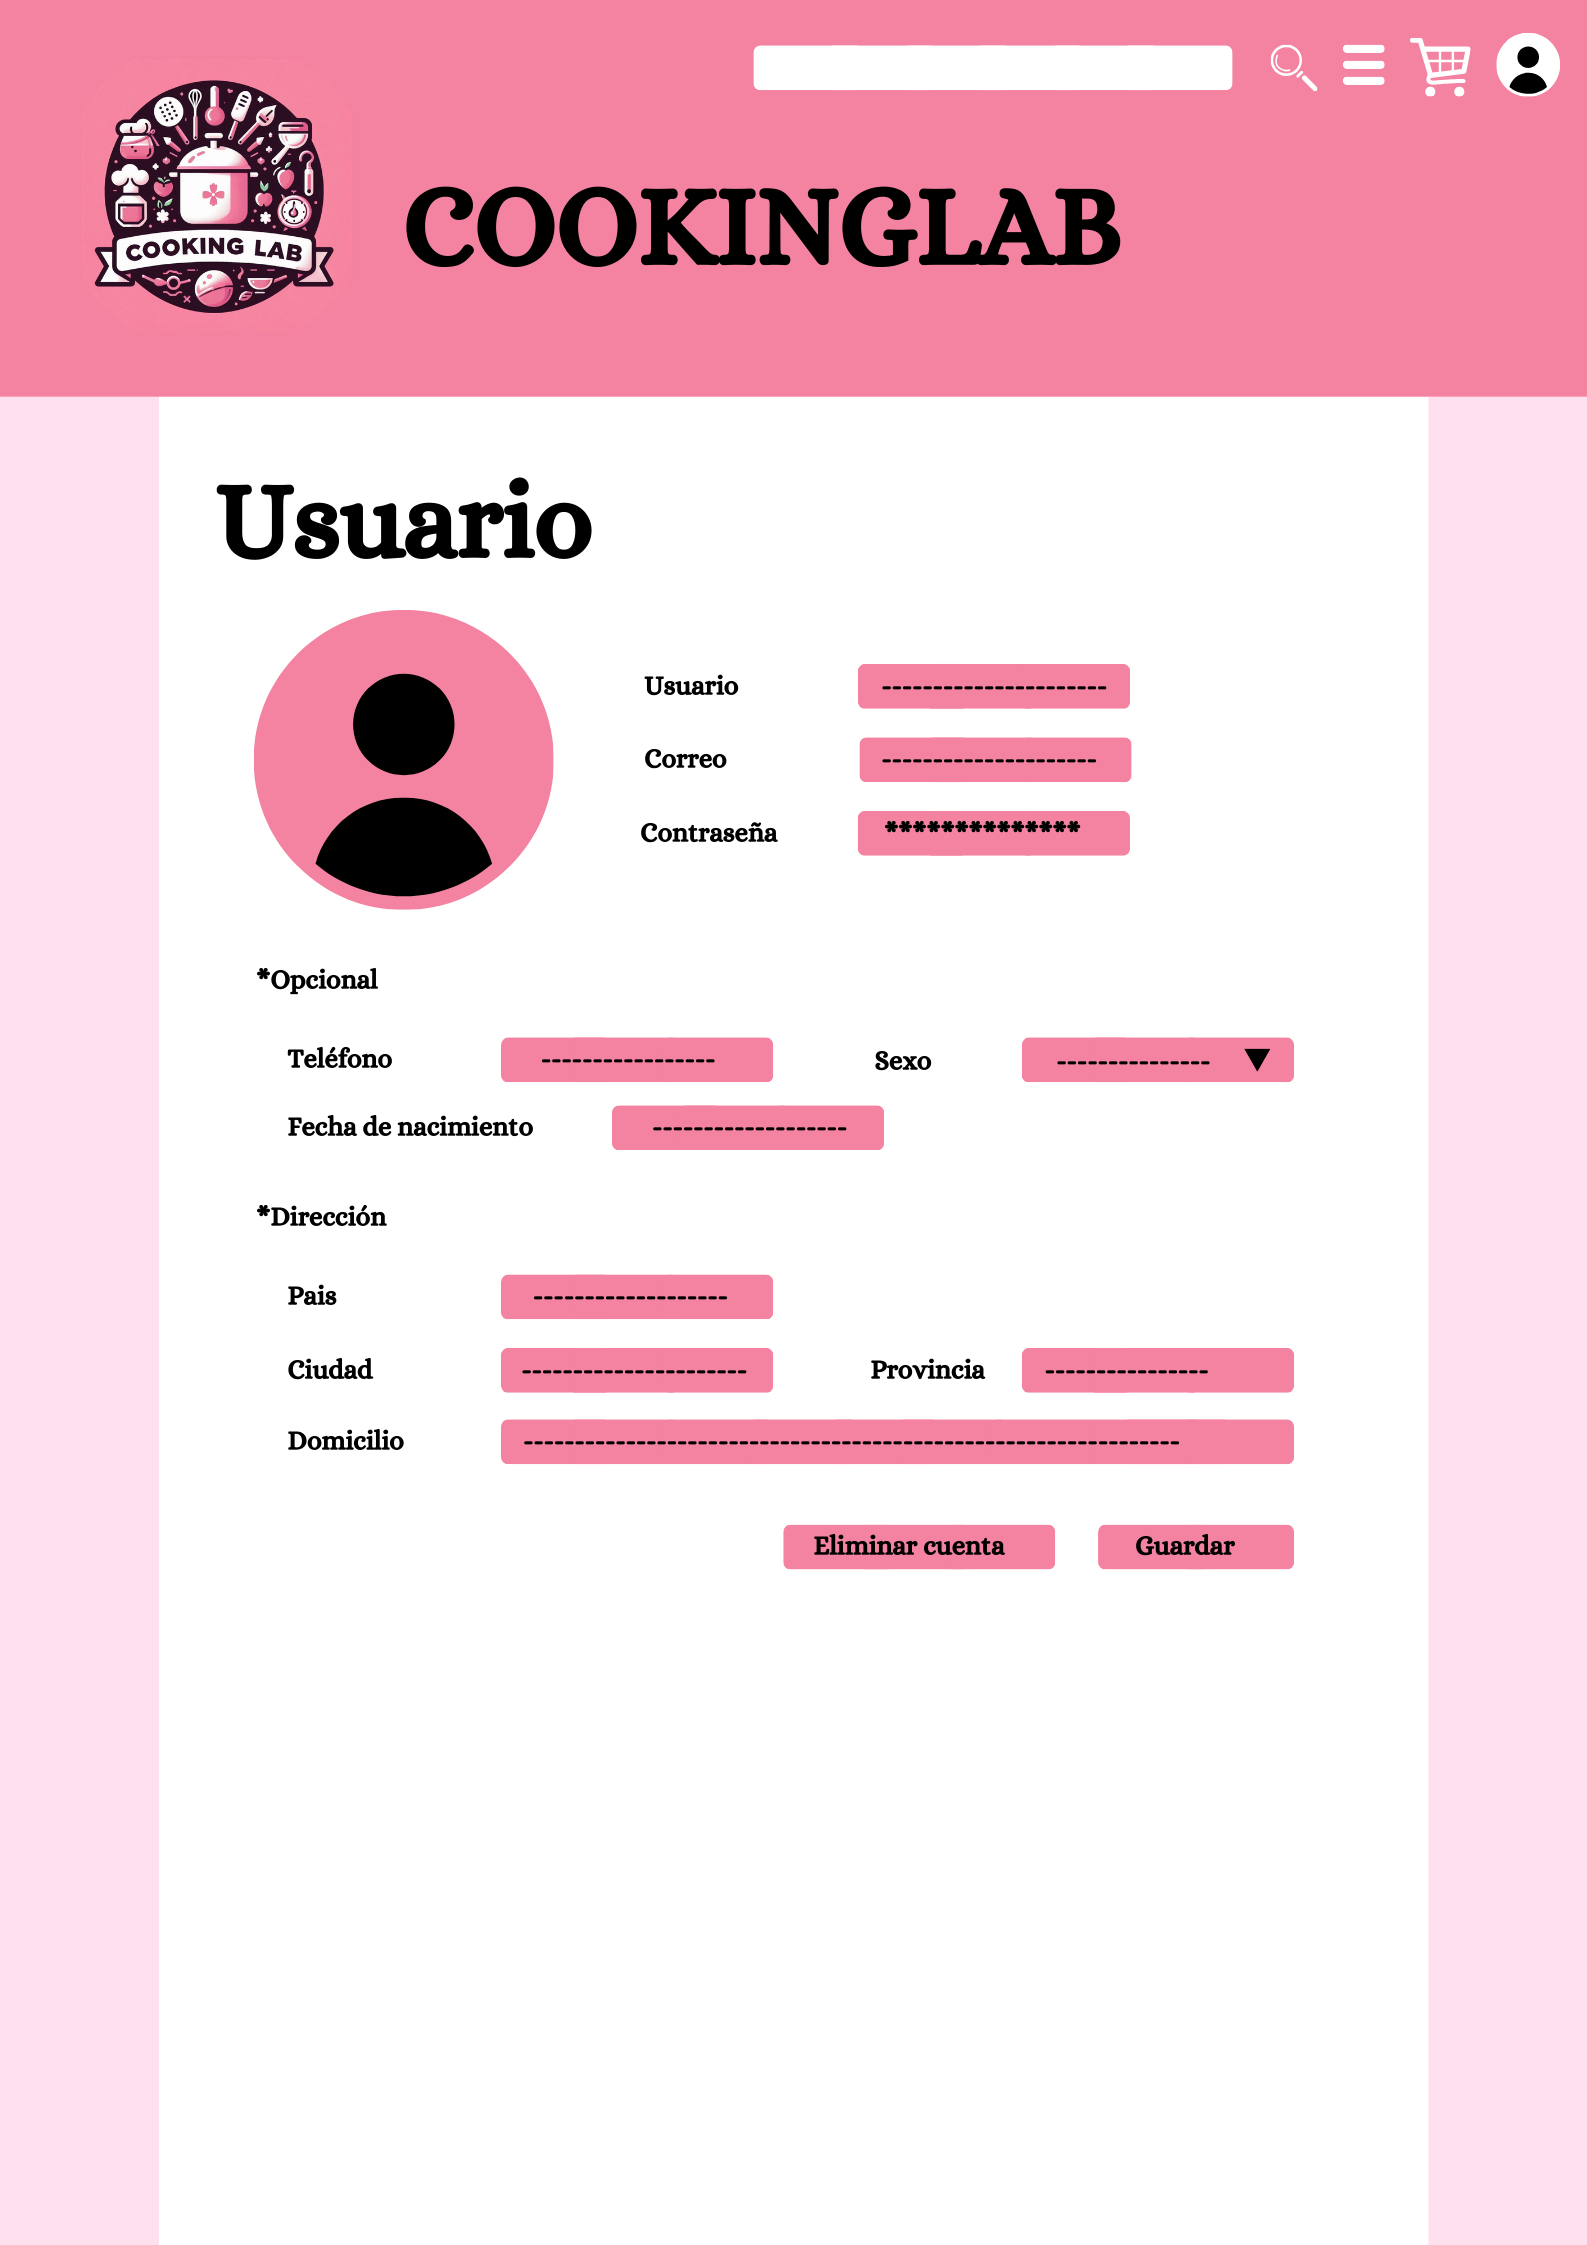 COOKING LAB
COOKINGLAB
Usuario
Usuario ----------------------
Correo ---------------------
Contraseña **************
*Opcional
Teléfono ----------------- Sexo --------------- ▼
Fecha de nacimiento -------------------
*Dirección
Pais -------------------
Ciudad ---------------------- Provincia ----------------
Domicilio ----------------------------------------------------------------
Eliminar cuenta Guardar